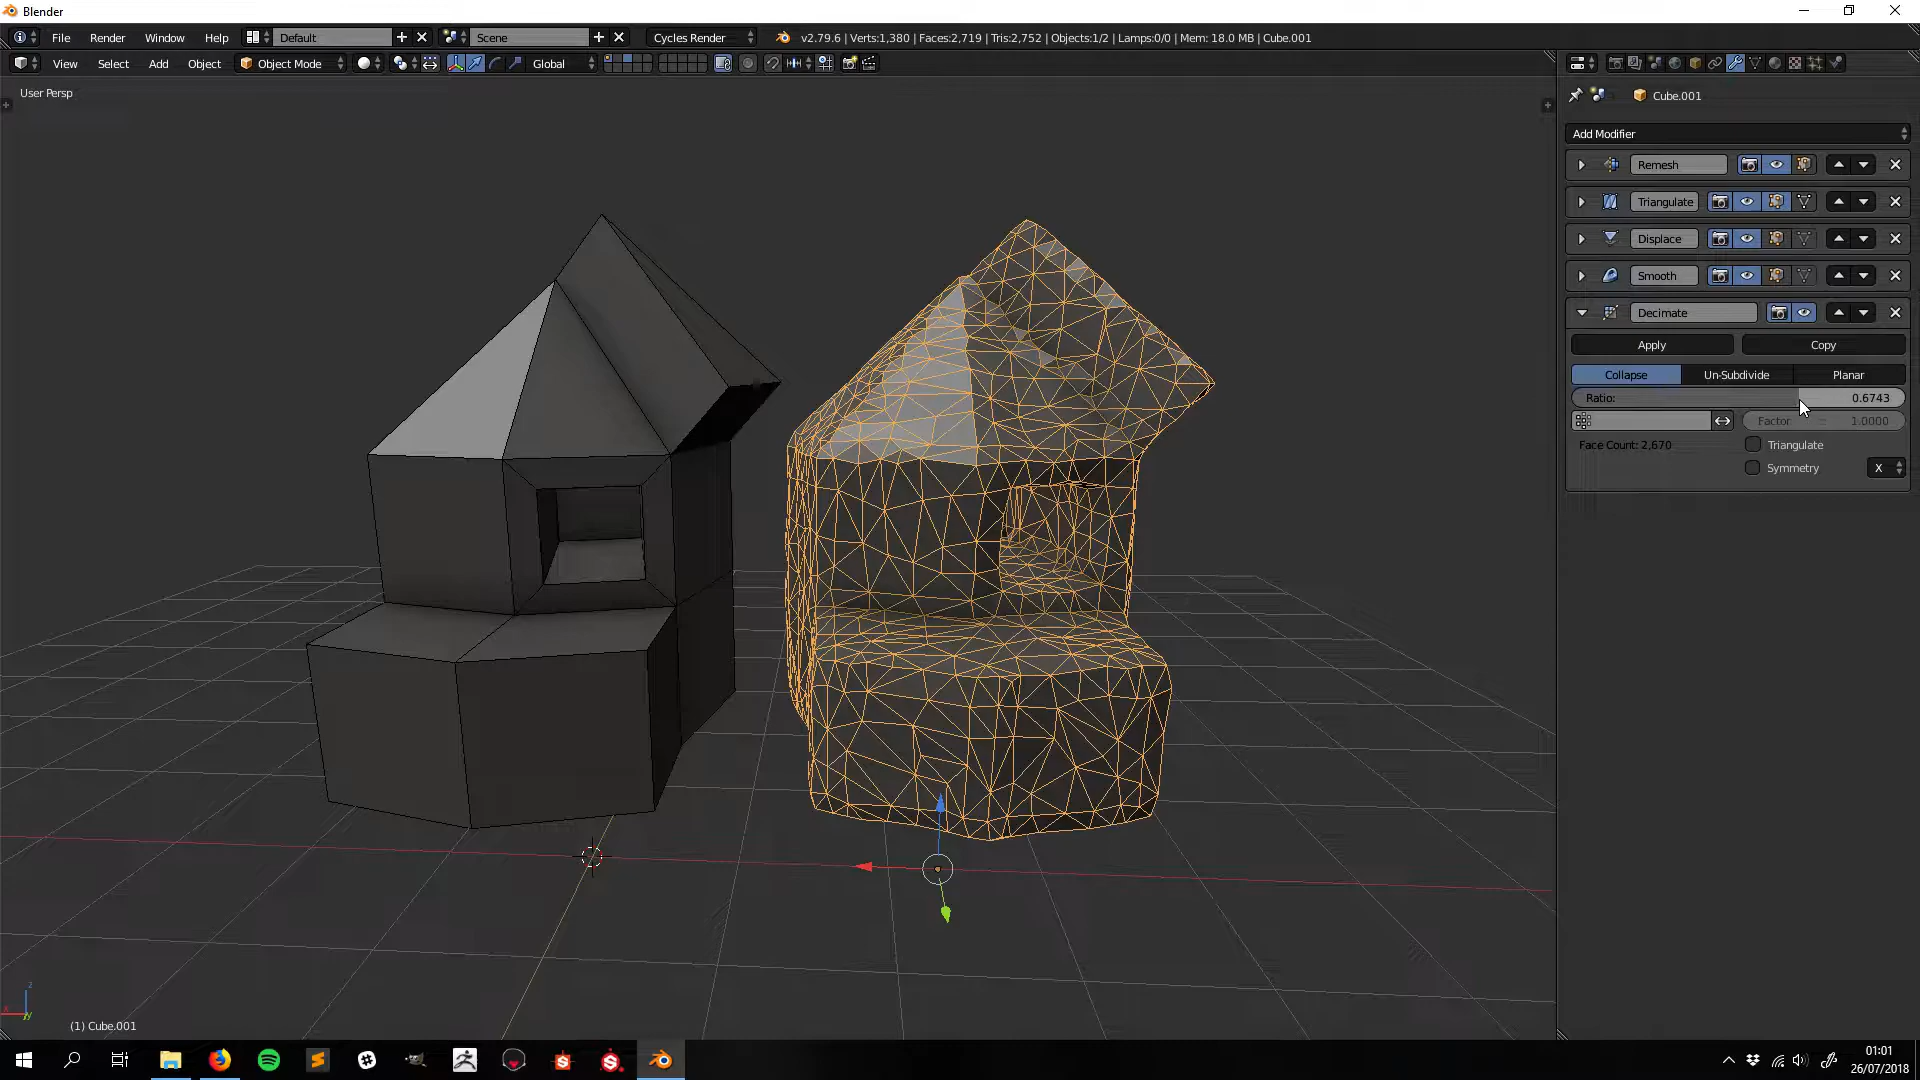 Blender
File Render Window Help Default Scene Cycles Render v2.79.6 | Verts:1,380 | Faces:2,719 | Tris:2,752 | Objects:1/2 | Lamps:0/0 | Mem: 18.0 MB | Cube.001
View Select Add Object Object Mode Global
User Persp
Cube.001
Add Modifier
Remesh
Triangulate
Displace
Smooth
Decimate
Apply Copy
Collapse Un-Subdivide Planar
Ratio: 0.6743
Factor = 1.0000
Face Count: 2,670 Triangulate
Symmetry X
(1) Cube.001
01:01
26/07/2018